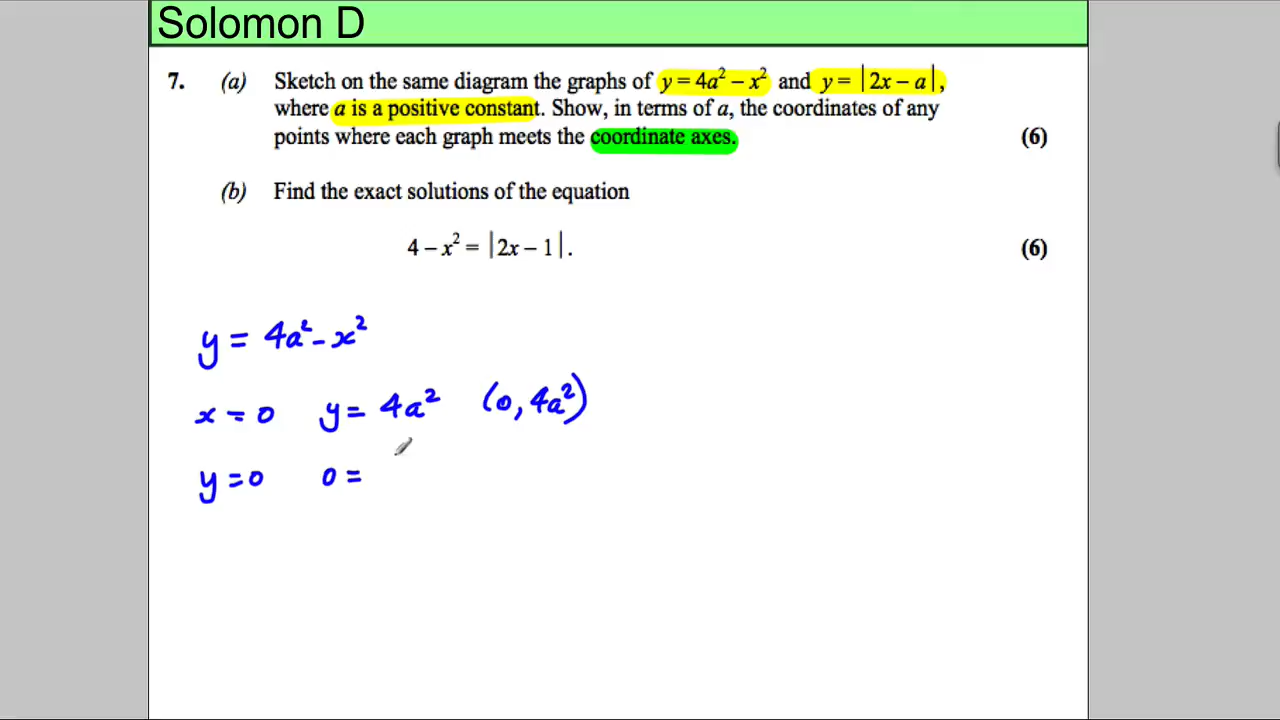 Solomon D
7. (a) Sketch on the same diagram the graphs of y = 4a² – x² and y = |2x – a|,
where a is a positive constant. Show, in terms of a, the coordinates of any
points where each graph meets the coordinate axes. (6)
(b) Find the exact solutions of the equation
4 – x² = |2x – 1|. (6)
y = 4a² - x²
x = 0 y = 4a² (0, 4a²)
y = 0 0 =